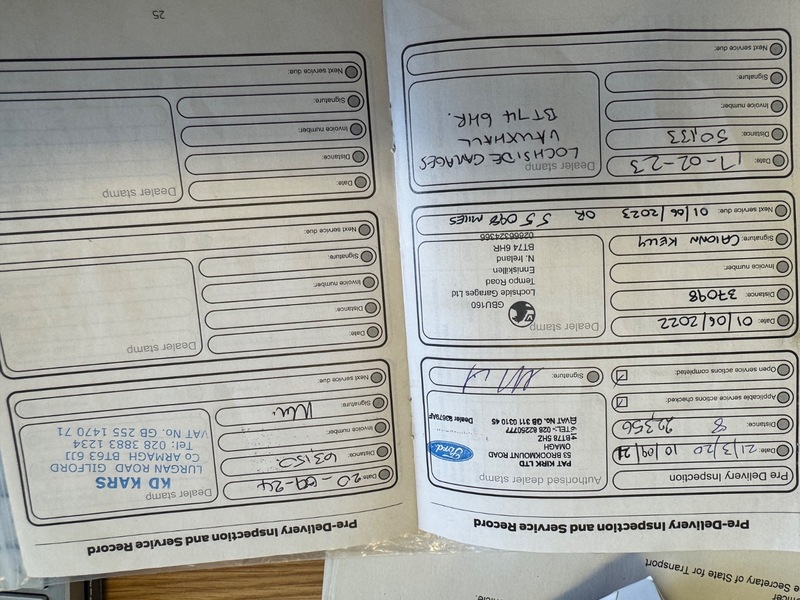 Secretary of State for Transport
Pre-Delivery Inspection and Service Record
Pre Delivery Inspection
Date: 21/3/20 10/09/21
Distance: 8 22,356
Applicable service actions checked:
Open actions completed:
Authorised dealer stamp
PAT KIRK LTD
53 BROOKMOUNT ROAD
OMAGH
BT78 5HZ
TEL:- 028 82250777
VAT No. GB 311 0310 45
Ford
Signature:
Date: 01/06/2022
Distance: 37098
Invoice number:
Signature: CAIONN KELLY
Next service due: 01/06/2023 OR 55098 MILES
Dealer stamp
GBU160
Lochside Garages Ltd
Tempo Road
Enniskillen
N. Ireland
BT74 6HR
02866324366
Date: 17-02-23
Distance: 50,133
Invoice number:
Signature:
Next service due:
Dealer stamp
LOCHSIDE GARAGES
VAUXHALL
BT74 6HR.
Pre-Delivery Inspection and Service Record
Date: 20-09-24
Distance: 63,152
Invoice number:
Signature:
Next service due:
Dealer stamp
KD KARS
LURGAN ROAD GILFORD
CO ARMAGH BT63 6JJ
Tel: 028 3883 1234
VAT No. GB 255 1470 71
Date:
Distance:
Invoice number:
Signature:
Next service due:
Dealer stamp
Date:
Distance:
Invoice number:
Signature:
Next service due:
Dealer stamp
25